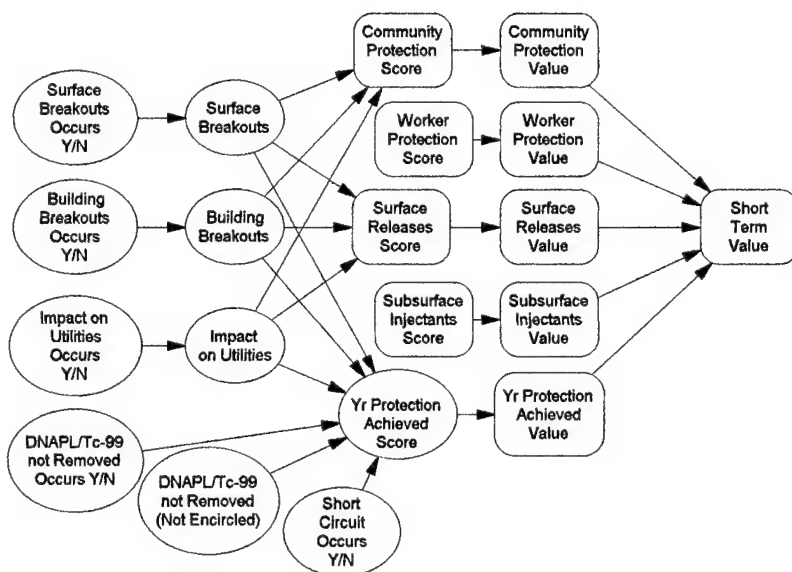 Community
Protection
Score
Community
Protection
Value
Surface
Breakouts
Occurs
Y/N
Surface
Breakouts
Worker
Protection
Score
Worker
Protection
Value
Building
Breakouts
Occurs
Y/N
Building
Breakouts
Surface
Releases
Score
Surface
Releases
Value
Short
Term
Value
Impact on
Utilities
Occurs
Y/N
Impact
on Utilities
Subsurface
Injectants
Score
Subsurface
Injectants
Value
Yr Protection
Achieved
Score
Yr Protection
Achieved
Value
DNAPL/Tc-99
not Removed
Occurs Y/N
DNAPL/Tc-99
not Removed
(Not Encircled)
Short
Circuit
Occurs
Y/N